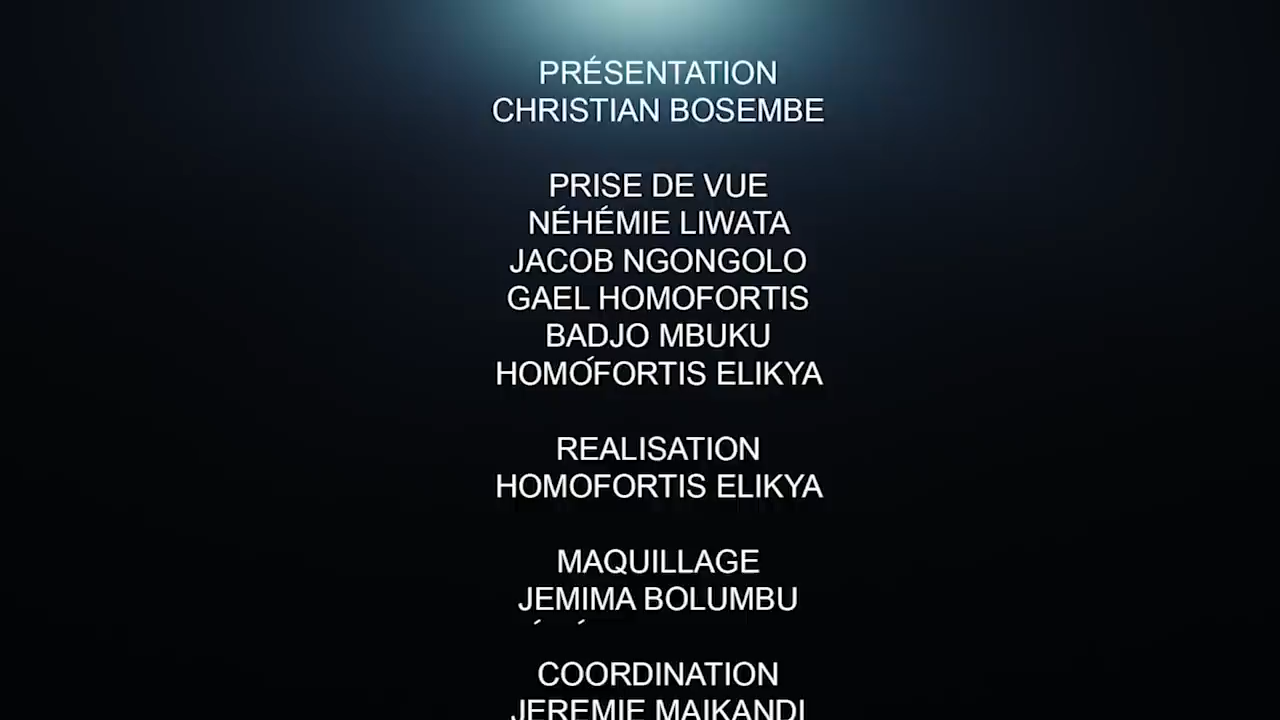 PRÉSENTATION
CHRISTIAN BOSEMBE
PRISE DE VUE
NÉHÉMIE LIWATA
JACOB NGONGOLO
GAEL HOMOFORTIS
BADJO MBUKU
HOMOFORTIS ELIKYA
REALISATION
HOMOFORTIS ELIKYA
MAQUILLAGE
JEMIMA BOLUMBU
COORDINATION
JEREMIE MAIKANDI